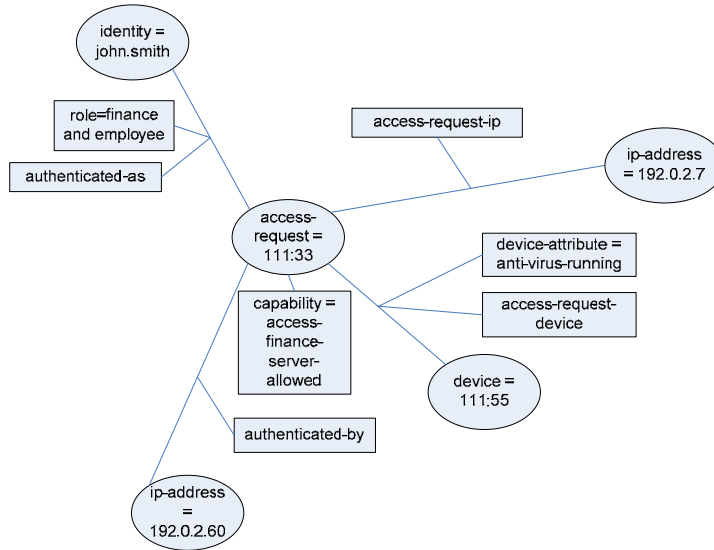 identity =
john.smith
role=finance
and employee
authenticated-as
access-request-ip
ip-address
= 192.0.2.7
access-
request =
111:33
device-attribute =
anti-virus-running
access-request-
device
capability =
access-
finance-
server-
allowed
device =
111:55
authenticated-by
ip-address
=
192.0.2.60